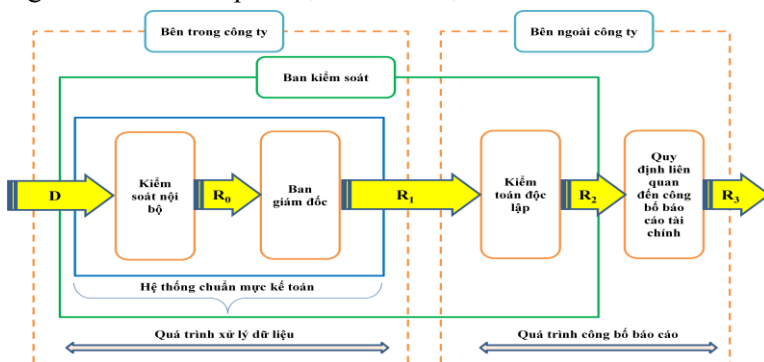 Bên trong công ty
Bên ngoài công ty
Ban kiểm soát
D
Kiểm
soát nội
bộ
R0
Ban
giám đốc
R1
Kiểm
toán độc
lập
R2
Quy
định liên
quan
đến công
bố báo
cáo tài
chính
R3
Hệ thống chuẩn mực kế toán
Quá trình xử lý dữ liệu
Quá trình công bố báo cáo